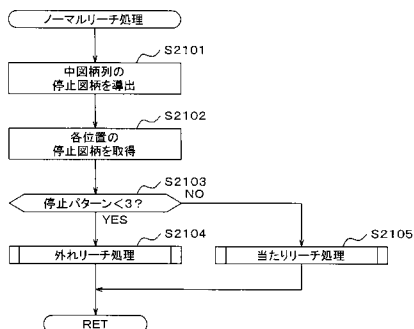 ノーマルリーチ処理
S2101
中図柄列の
停止図柄を導出
S2102
各位置の
停止図柄を取得
S2103
停止パターン<3?
NO
YES
S2104
外れリーチ処理
S2105
当たりリーチ処理
RET